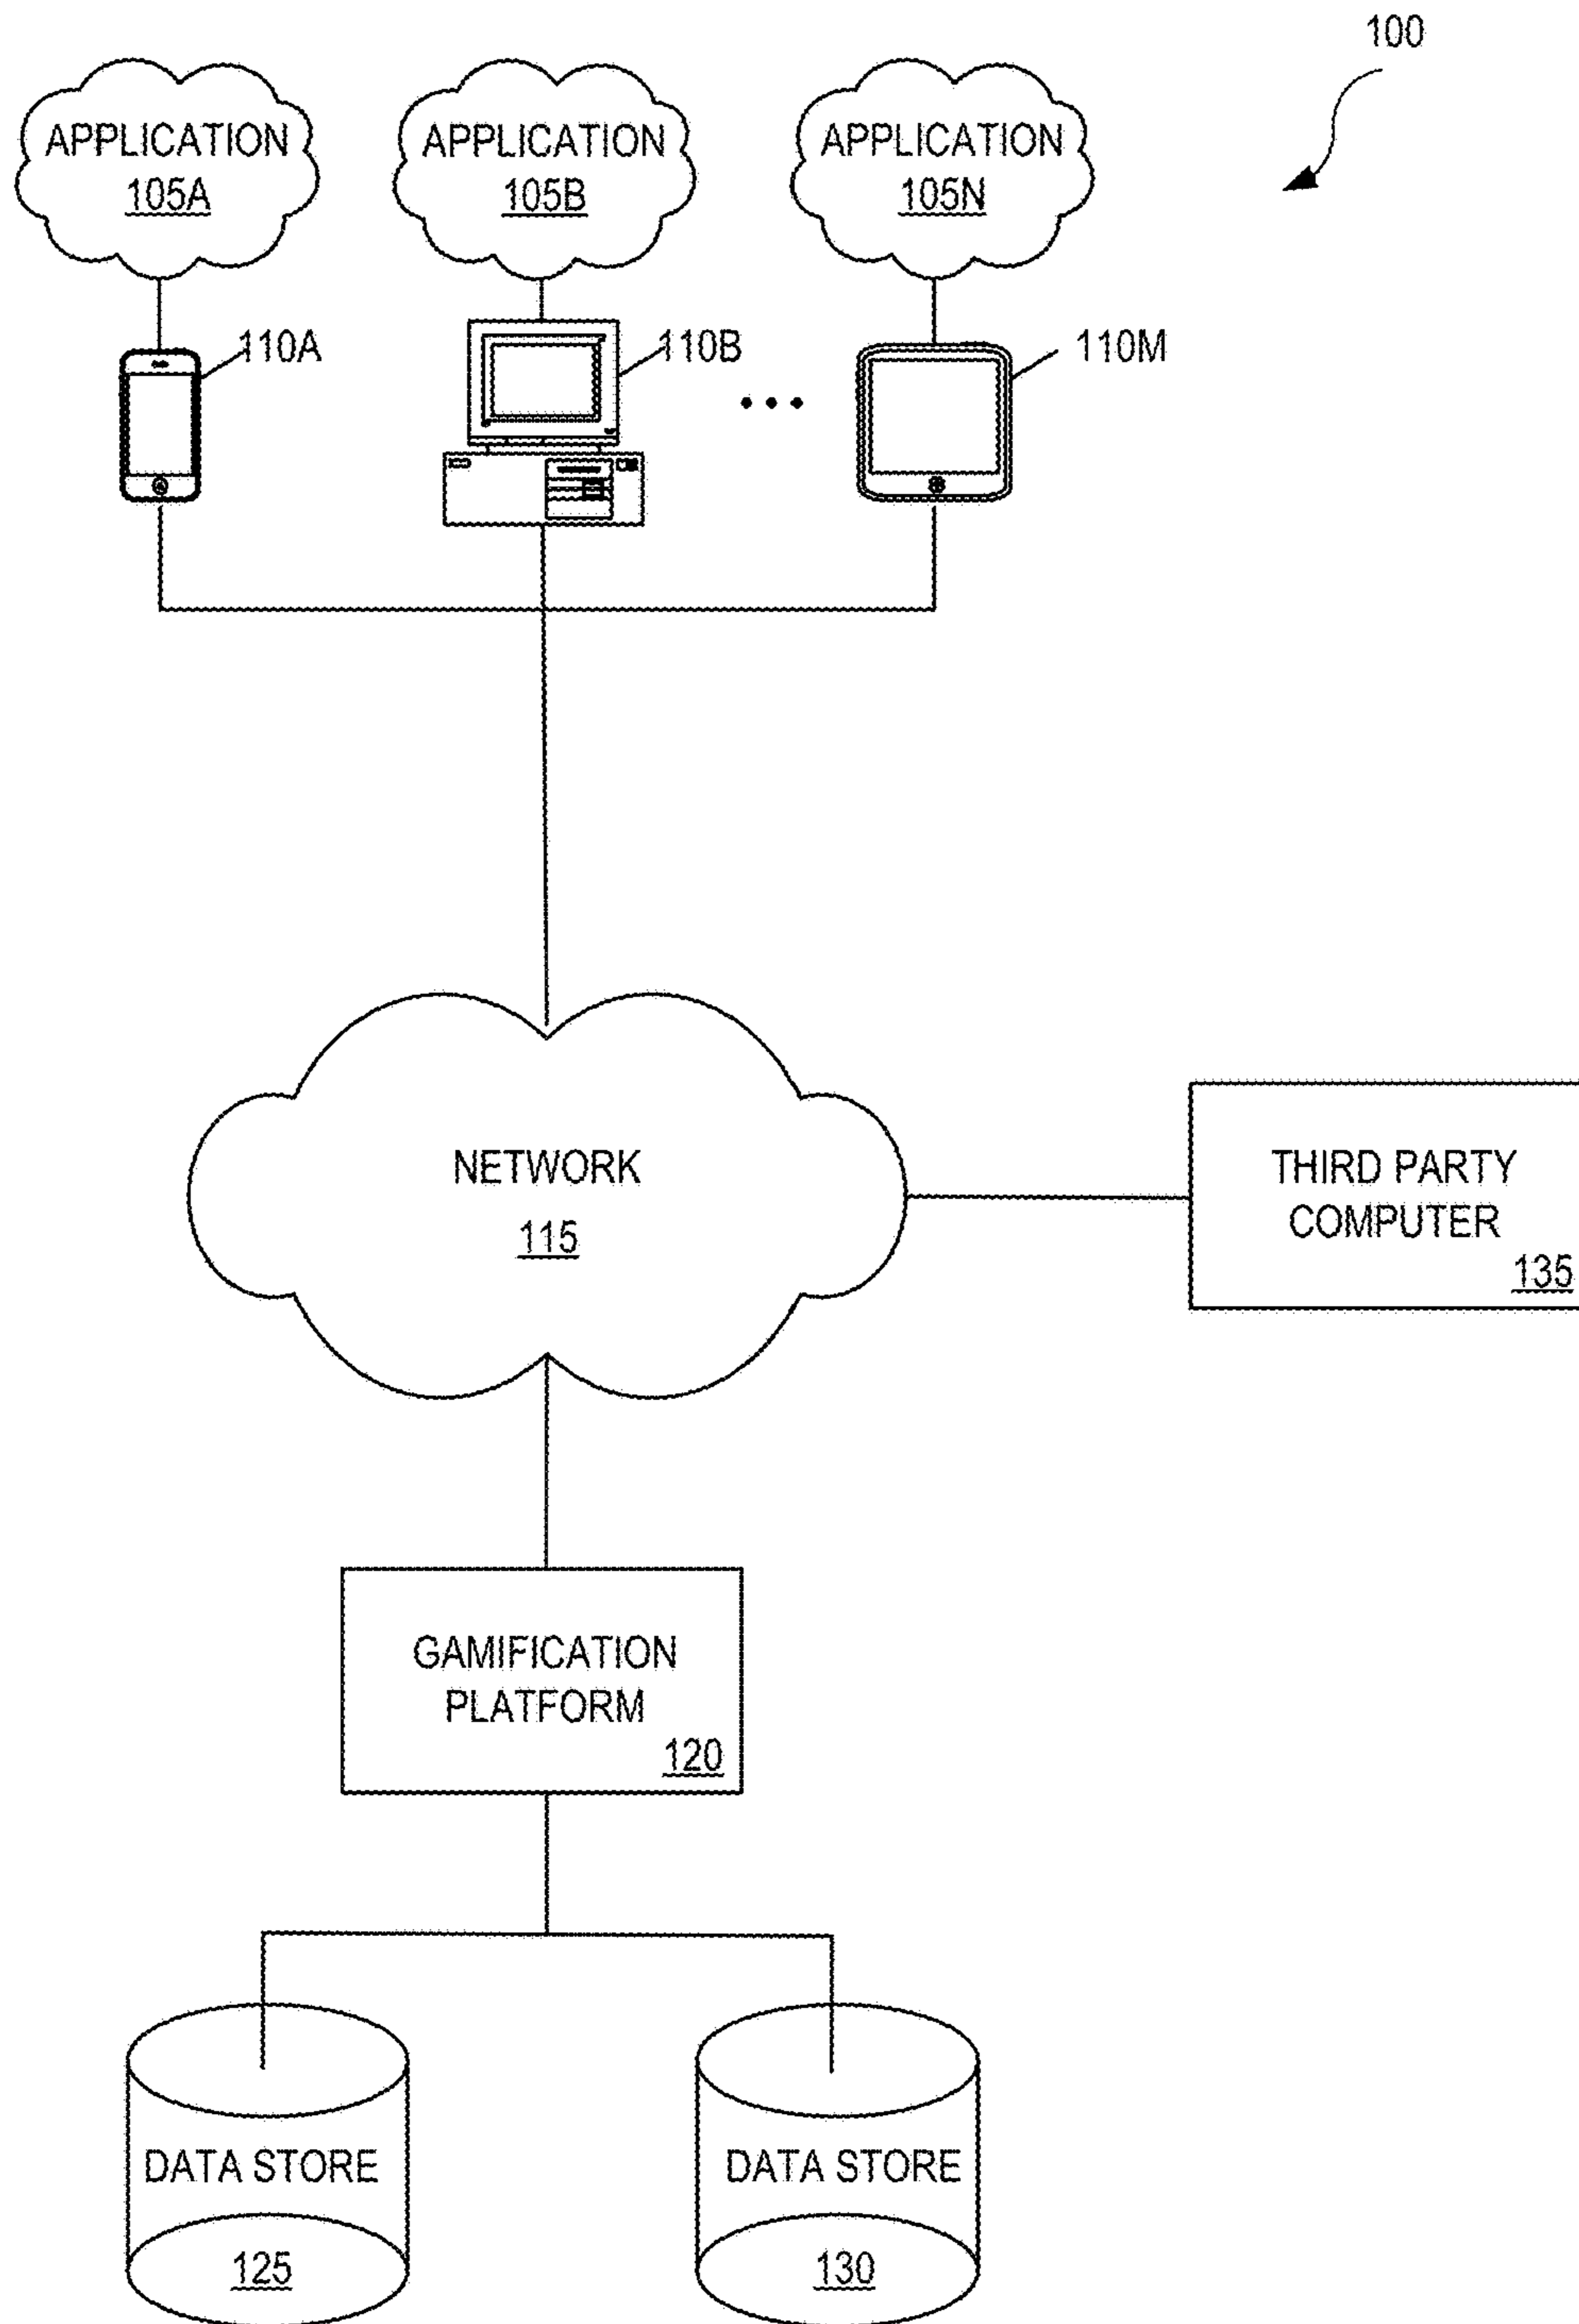 100
APPLICATION
105A
APPLICATION
105B
APPLICATION
105N
110A
110B
...
110M
NETWORK
115
THIRD PARTY
COMPUTER
135
GAMIFICATION
PLATFORM
120
DATA STORE
125
DATA STORE
130